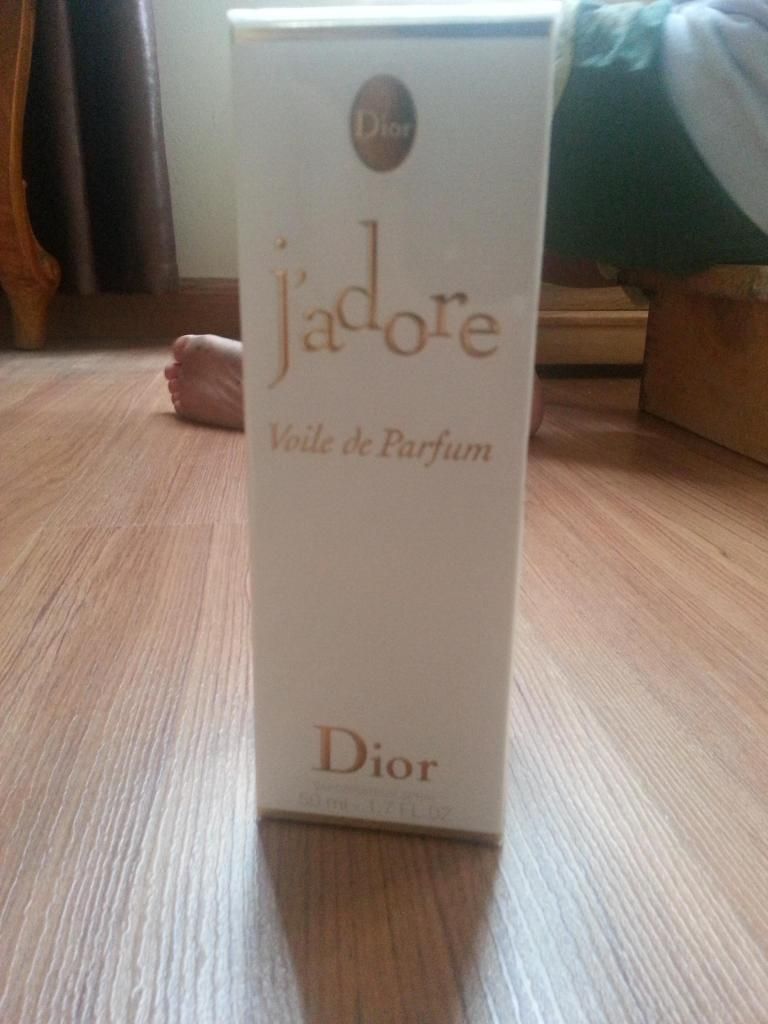 Dior
j'adore
Voile de Parfum
Dior
50 ml - 1.7 FL.OZ